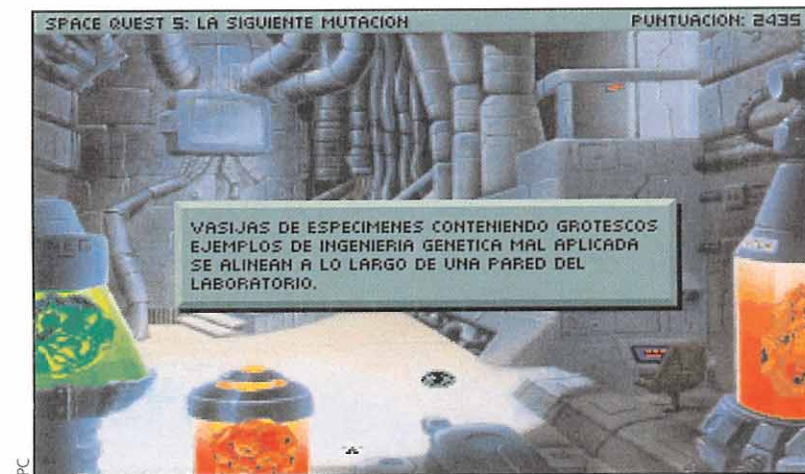 SPACE QUEST 5: LA SIGUIENTE MUTACION PUNTUACION: 2435
VASIJAS DE ESPECIMENES CONTENIENDO GROTESCOS
EJEMPLOS DE INGENIERIA GENETICA MAL APLICADA
SE ALINEAN A LO LARGO DE UNA PARED DEL
LABORATORIO.
PC